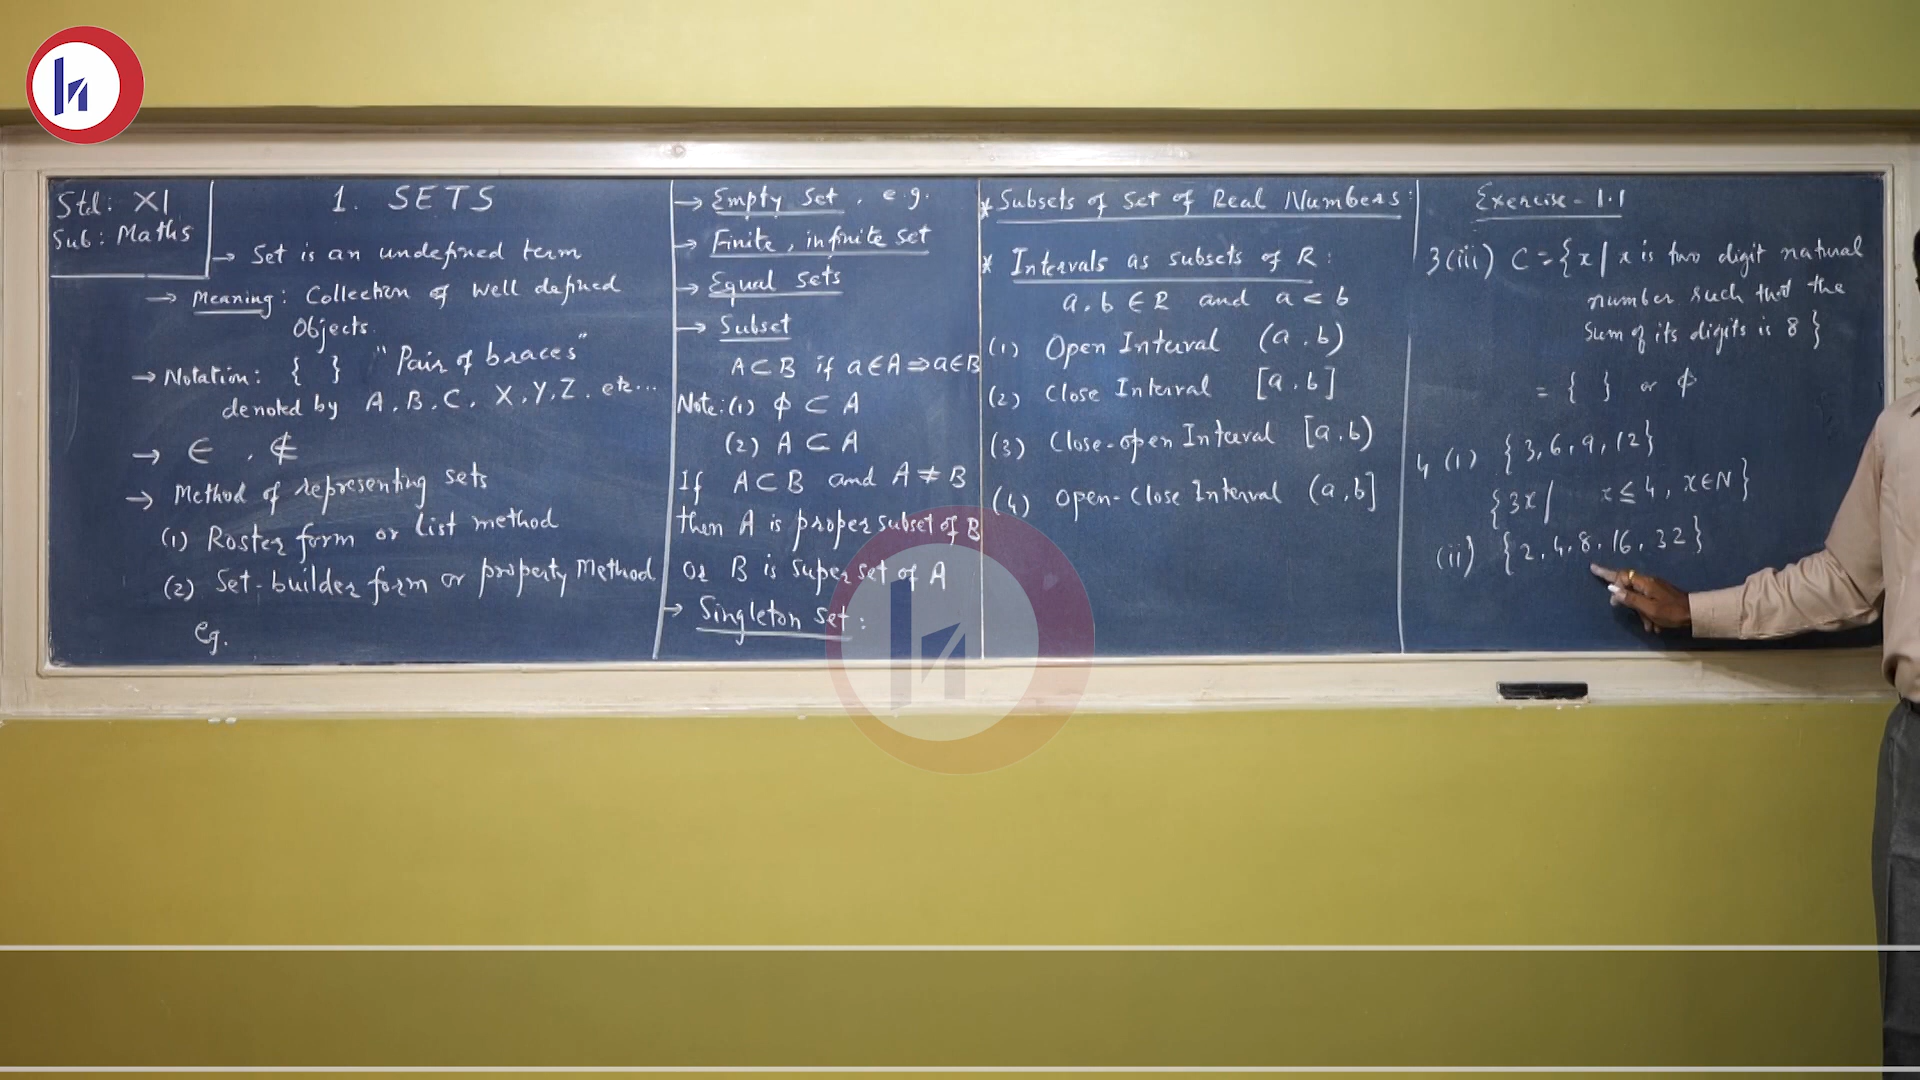 Std: XI
Sub: Maths
1. SETS
→ Set is an undefined term
→ Meaning: Collection of well defined
Objects.
→ Notation: { } "Pair of braces"
denoted by A, B, C, X, Y, Z, etc...
→ ∈ , ∉
→ Method of representing sets
(1) Roster form or List method
(2) Set-builder form or property Method
eg.
→ Empty Set, e.g.
→ Finite, infinite set
→ Equal sets
→ Subset
A⊂B if a∈A⇒a∈B
Note: (1) ϕ ⊂ A
(2) A ⊂ A
If A⊂B and A≠B
then A is proper subset of B
or B is super set of A
→ Singleton Set:
* Subsets of Set of Real Numbers:
* Intervals as subsets of R:
a, b ∈ R and a < b
(1) Open Interval (a, b)
(2) Close Interval [a, b]
(3) Close-open Interval [a, b)
(4) Open-Close Interval (a, b]
Exercise - 1.1
3(iii) C = {x / x is two digit natural
number such that the
Sum of its digits is 8 }
= { } or ϕ
4 (i) {3, 6, 9, 12}
{3x / x ≤ 4, x∈N}
(ii) {2, 4, 8, 16, 32}